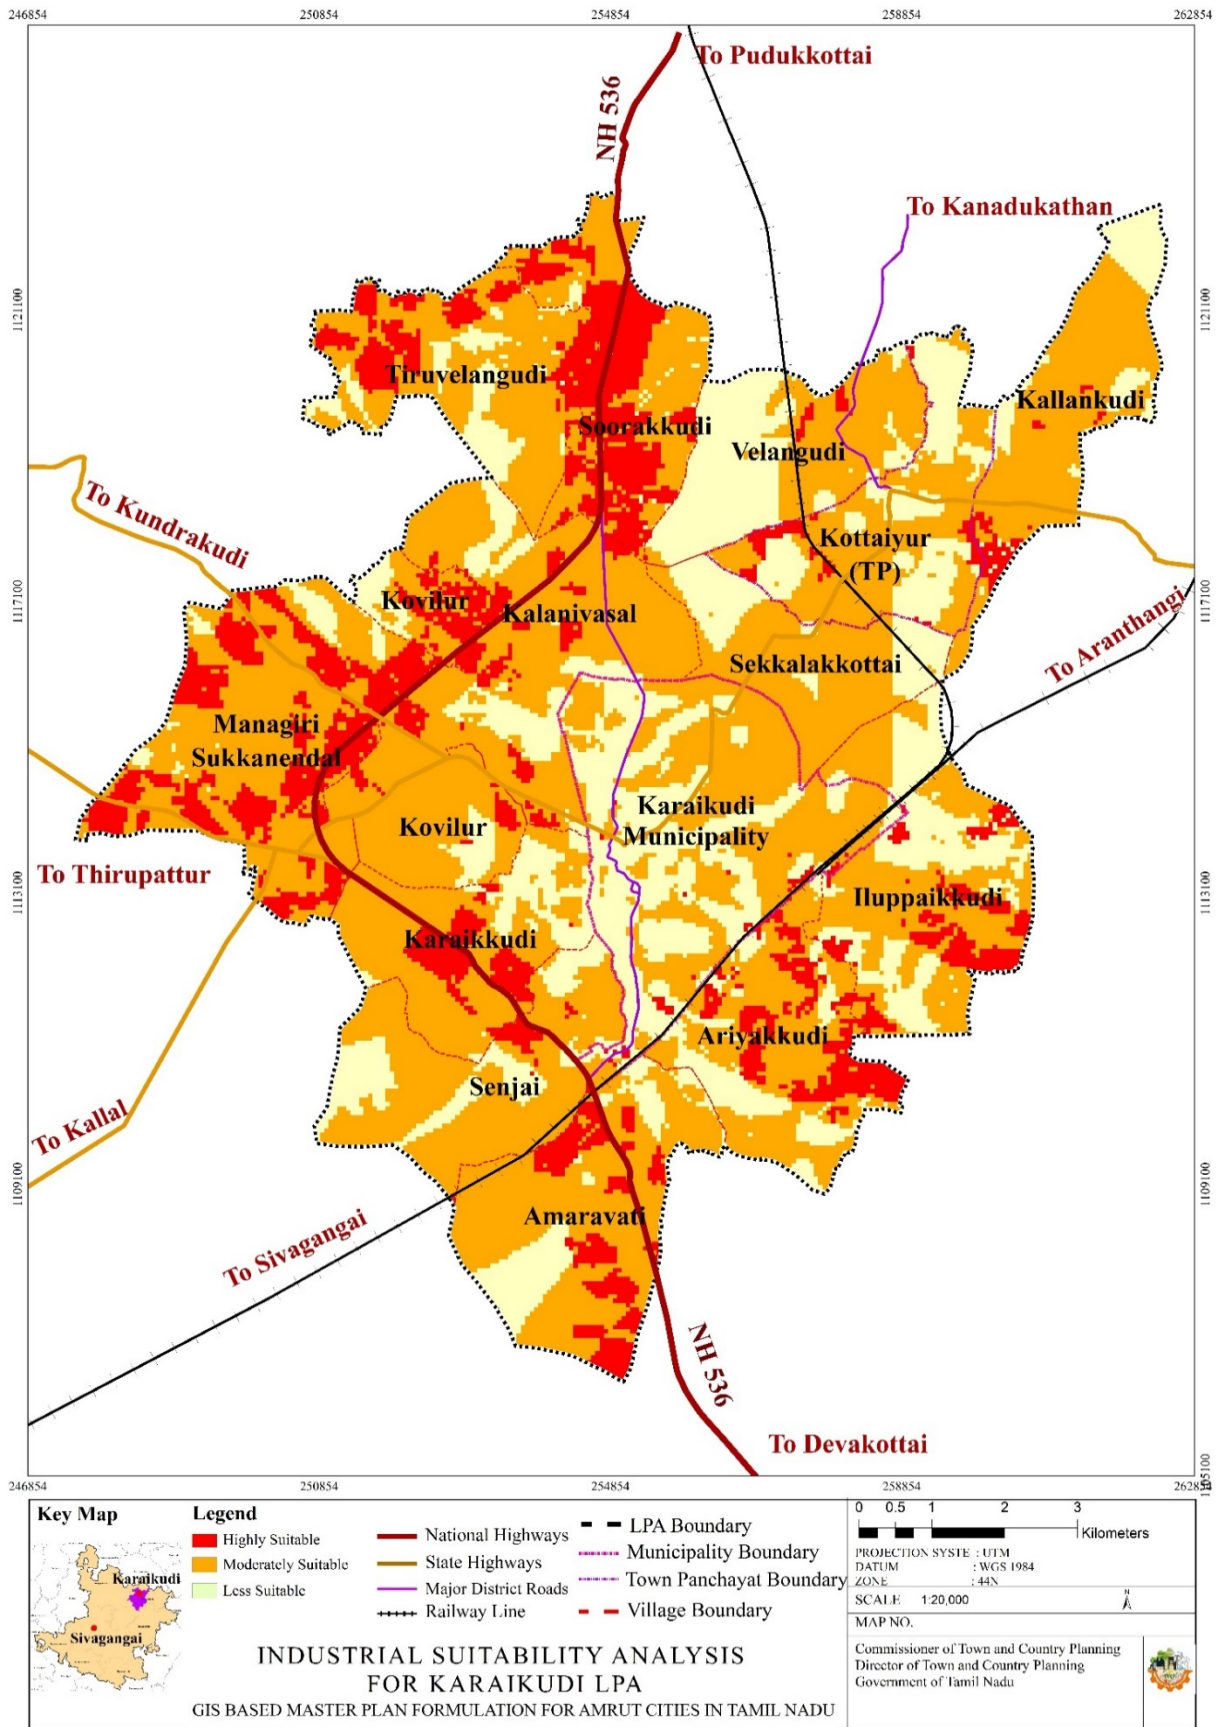 246854 250854 254854 258854 262854
To Pudukkottai
NH 536
To Kanadukathan
1121100 1121100
Tiruvelangudi
Kallankudi
Soorakkudi
Velangudi
To Kundrakudi
Kottaiyur
(TP)
1117100 1117100
Kovilur
Kalanivasal
To Aranthangi
Sekkalakkottai
Managiri
Sukkanendal
Karaikudi
Municipality
Kovilur
To Thirupattur
1113100 1113100
Iluppaikkudi
Karaikkudi
Ariyakkudi
Senjai
To Kallal
1109100 1109100
Amaravati
To Sivagangai
NH 536
To Devakottai
1105100
246854 250854 254854 258854 262854
Key Map
Karaikudi
Sivagangai
Legend
Highly Suitable
Moderately Suitable
Less Suitable
National Highways
State Highways
Major District Roads
Railway Line
LPA Boundary
Municipality Boundary
Town Panchayat Boundary
Village Boundary
INDUSTRIAL SUITABILITY ANALYSIS
FOR KARAIKUDI LPA
GIS BASED MASTER PLAN FORMULATION FOR AMRUT CITIES IN TAMIL NADU
0 0.5 1 2 3
Kilometers
PROJECTION SYSTE : UTM
DATUM : WGS 1984
ZONE : 44N
SCALE 1:20,000
N
MAP NO.
Commissioner of Town and Country Planning
Director of Town and Country Planning
Government of Tamil Nadu